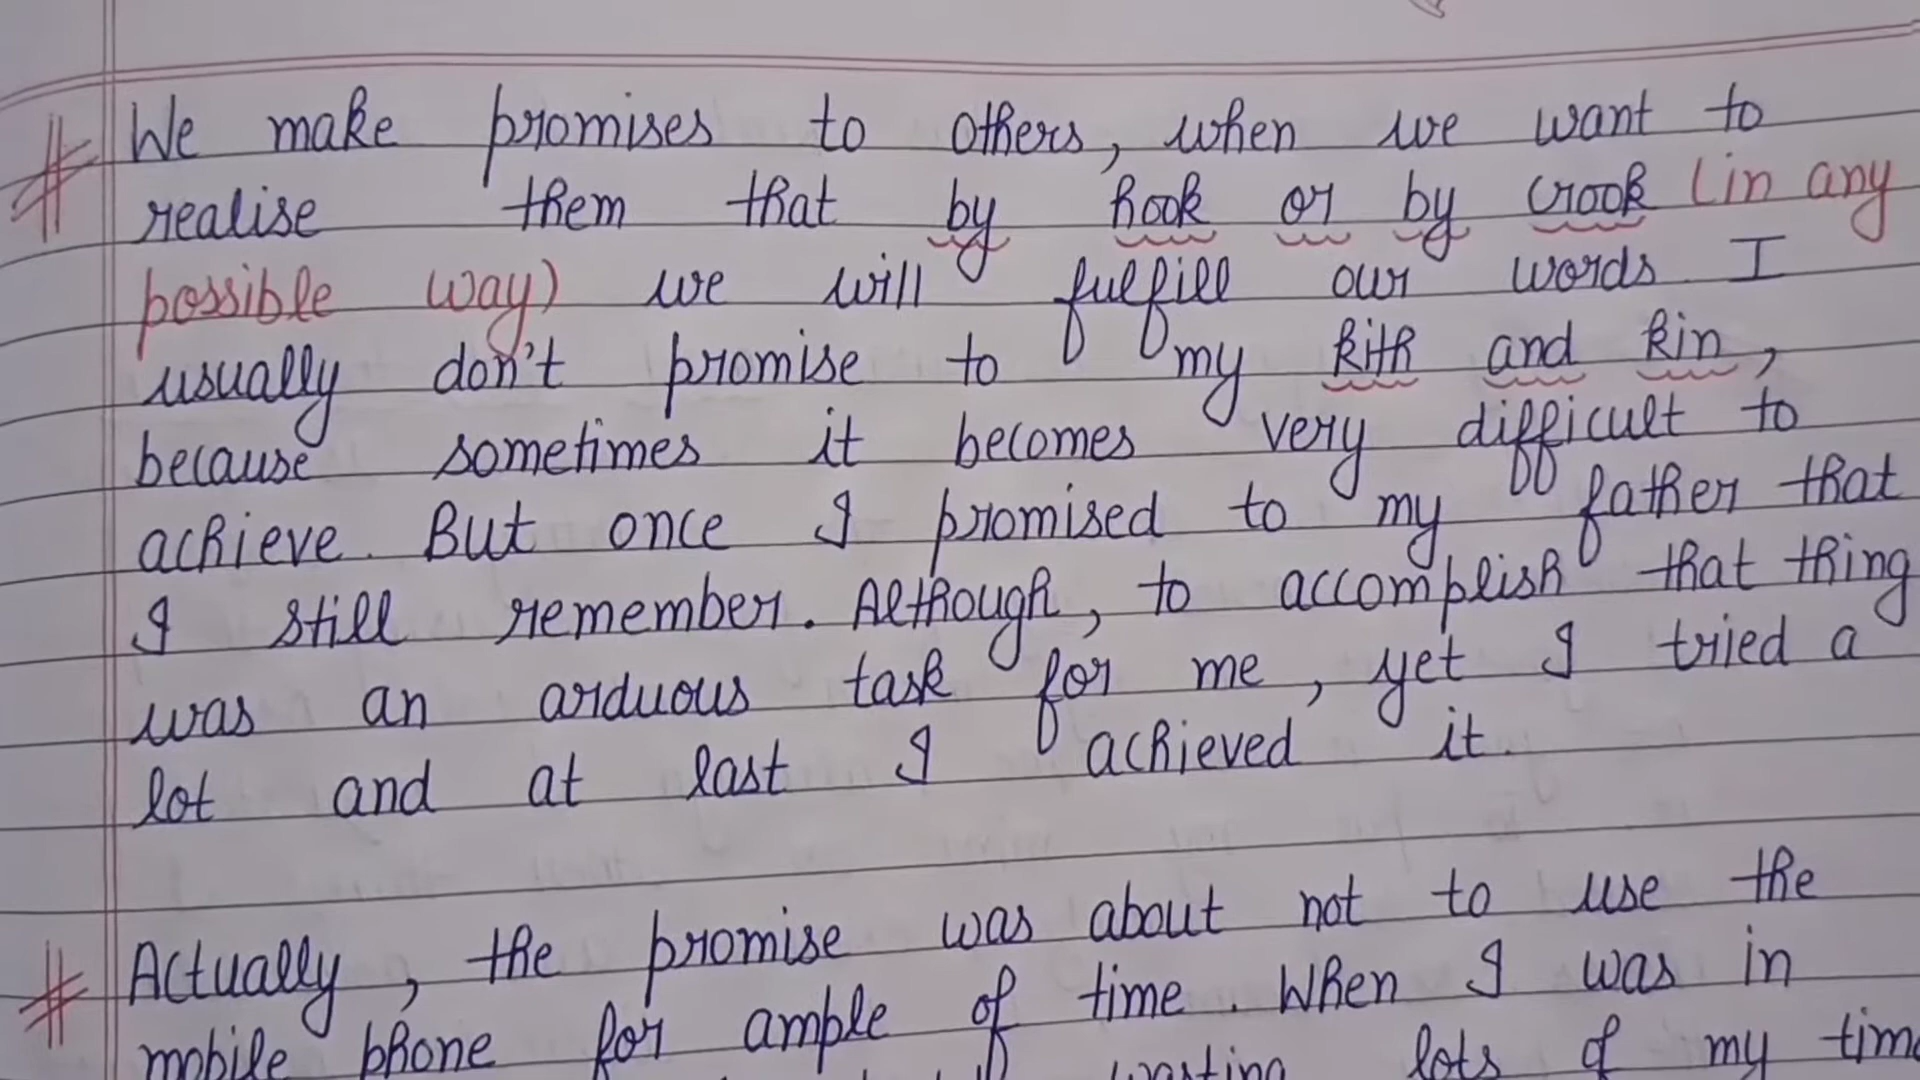 # We make promises to others, when we want to
realise them that by hook or by crook (in any
possible way) we will fulfill our words I
usually don't promise to my kith and kin,
because sometimes it becomes very difficult to
achieve. But once I promised to my father that
I still remember. Although, to accomplish that thing
was an arduous task for me, yet I tried a
lot and at last I achieved it.
# Actually, the promise was about not to use the
mobile phone for ample of time. When I was in
wasting lots of my time